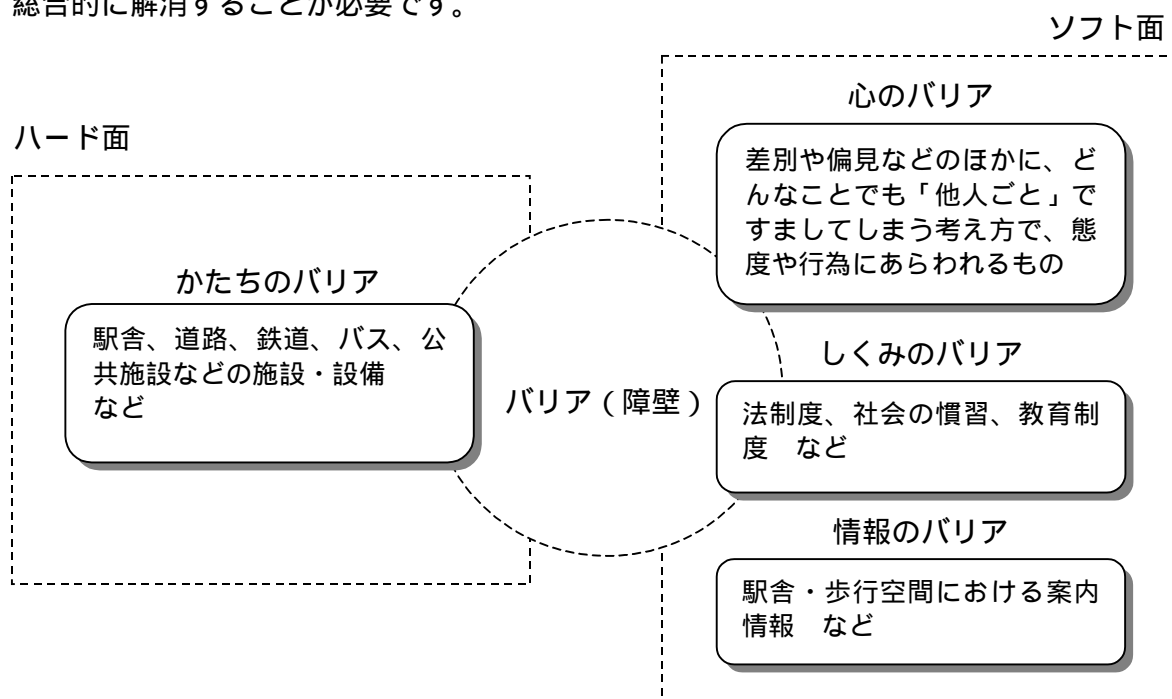 総合的に解消することが必要です。
ソフト面
心のバリア
差別や偏見などのほかに、ど
んなことでも「他人ごと」で
すましてしまう考え方で、態
度や行為にあらわれるもの
ハード面
かたちのバリア
駅舎、道路、鉄道、バス、公
共施設などの施設・設備
など
バリア(障壁)
しくみのバリア
法制度、社会の慣習、教育制
度 など
情報のバリア
駅舎・歩行空間における案内
情報 など